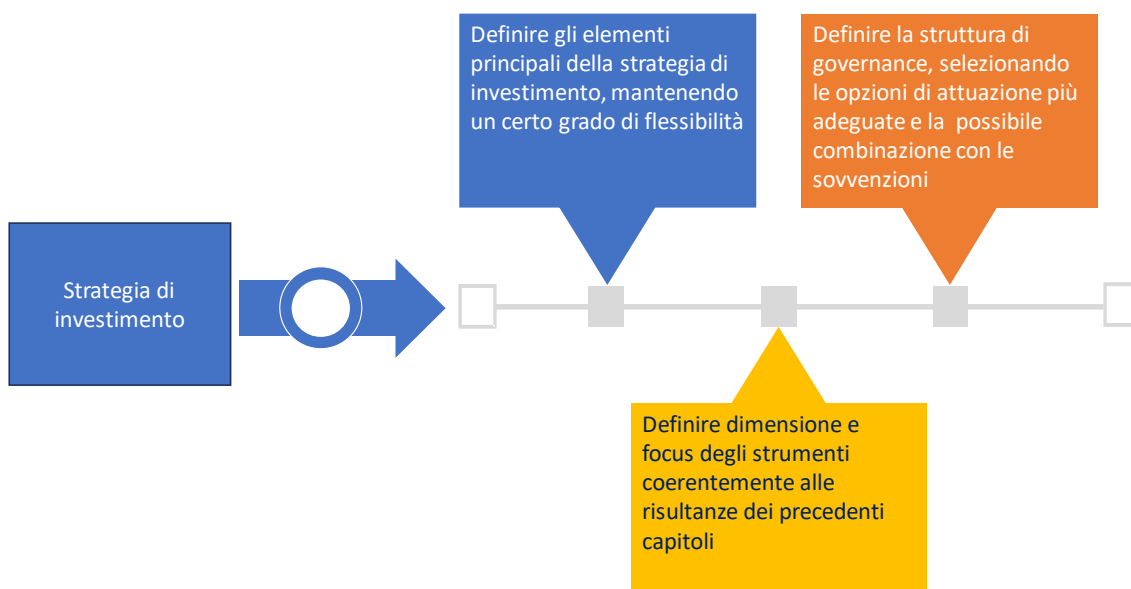 Strategia di
investimento
Definire gli elementi
principali della strategia di
investimento, mantenendo
un certo grado di flessibilità
Definire dimensione e
focus degli strumenti
coerentemente alle
risultanze dei precedenti
capitoli
Definire la struttura di
governance, selezionando
le opzioni di attuazione più
adeguate e la  possibile
combinazione con le
sovvenzioni